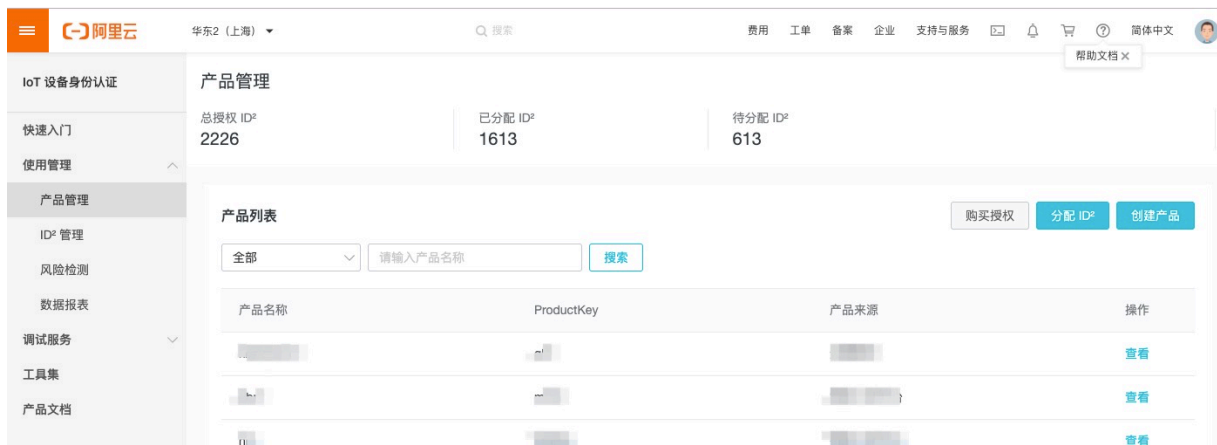 阿里云 华东2（上海） 搜索 费用 工单 备案 企业 支持与服务 简体中文
帮助文档 ×
IoT 设备身份认证
产品管理
总授权 ID² 已分配 ID² 待分配 ID²
2226 1613 613
快速入门
使用管理
产品管理
ID² 管理
风险检测
数据报表
调试服务
工具集
产品文档
产品列表 购买授权 分配 ID² 创建产品
全部 请输入产品名称 搜索
产品名称 ProductKey 产品来源 操作
查看
查看
查看